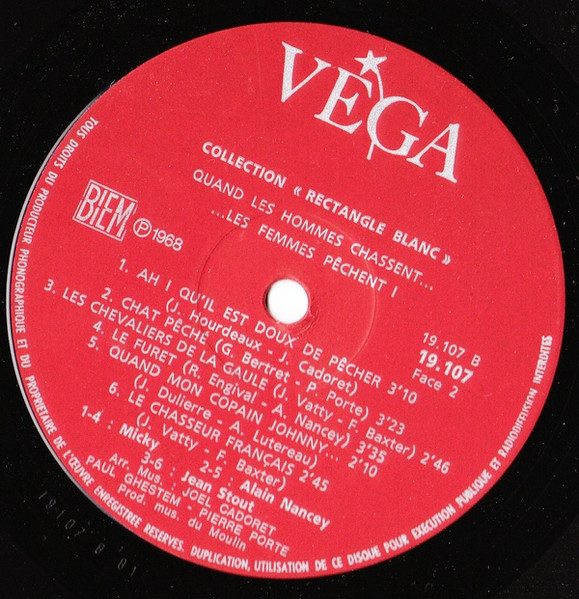 VÉGA
COLLECTION « RECTANGLE BLANC »
QUAND LES HOMMES CHASSENT...
...LES FEMMES PÊCHENT !
BIEM
Ⓟ 1968
19.107 B
19.107
Face 2
1. AH ! QU'IL EST DOUX DE PÊCHER 3'10
(J. Hourdeaux - J. Cadoret)
2. CHAT PÊCHÉ (G. Bertret - P. Porte) 3'23
3. LES CHEVALIERS DE LA GAULE (J. Vatty - F. Baxter) 2'46
4. LE FURET (R. Engival - A. Nancey) 3'35
5. QUAND MON COPAIN JOHNNY... 2'10
(J. Dulierre - A. Lutereau)
6. LE CHASSEUR FRANÇAIS 2'45
(J. Vatty - F. Baxter)
1-4 : Micky 2-5 : Alain Nancey
3-6 : Jean Stout
Arr. Mus. : JOEL CADORET
PAUL GHESTEM - PIERRE PORTE
prod mus. du Moulin
TOUS DROITS DU PRODUCTEUR PHONOGRAPHIQUE ET DU PROPRIETAIRE DE L'ŒUVRE ENREGISTREE RESERVES. DUPLICATION, UTILISATION DE CE DISQUE POUR EXECUTION PUBLIQUE ET RADIODIFFUSION INTERDITES